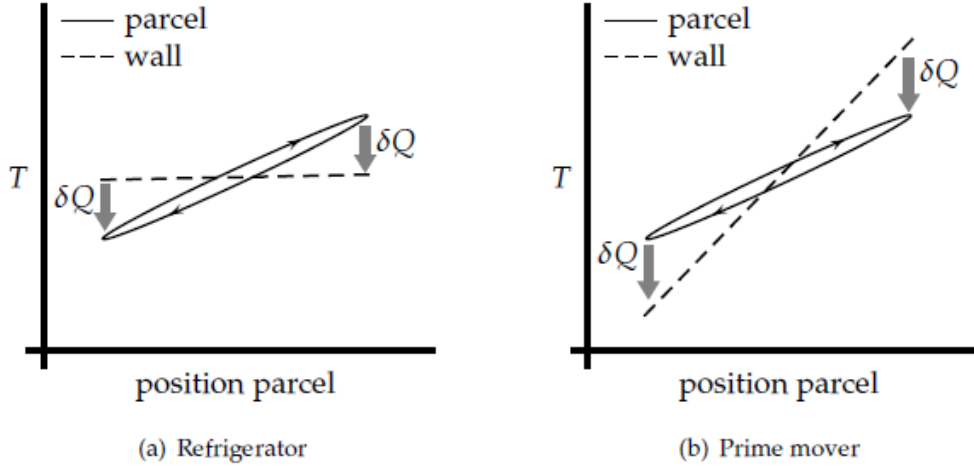 parcel
wall
T
δQ
δQ
position parcel
(a) Refrigerator
parcel
wall
T
δQ
δQ
position parcel
(b) Prime mover